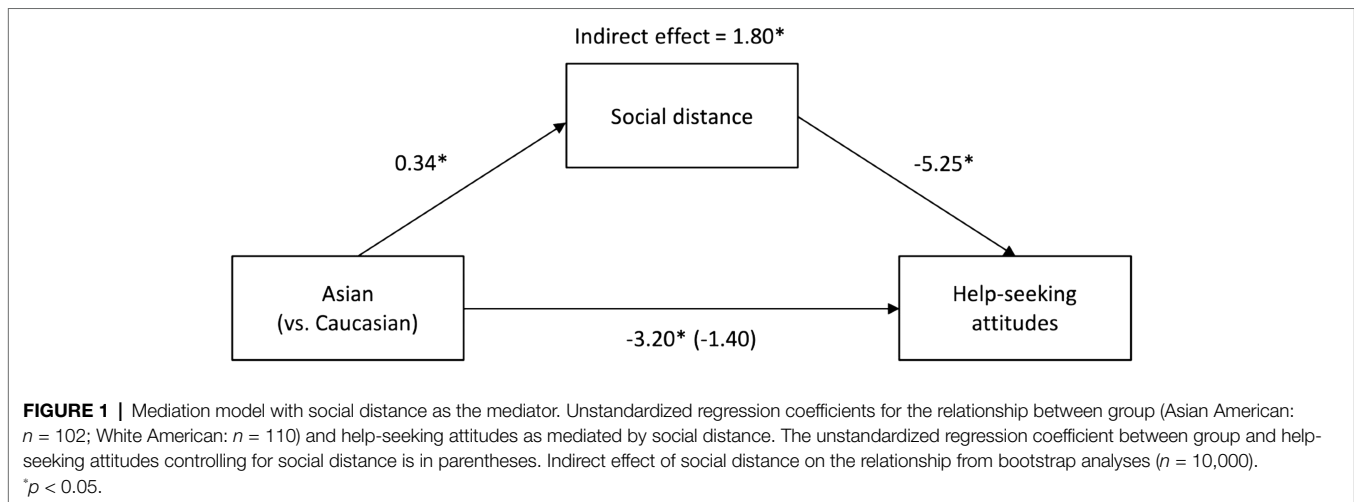 Indirect effect = 1.80*
Social distance
0.34*
-5.25*
Asian
(vs. Caucasian)
Help-seeking
attitudes
-3.20* (-1.40)
FIGURE 1 | Mediation model with social distance as the mediator. Unstandardized regression coefficients for the relationship between group (Asian American:
n = 102; White American: n = 110) and help-seeking attitudes as mediated by social distance. The unstandardized regression coefficient between group and help-
seeking attitudes controlling for social distance is in parentheses. Indirect effect of social distance on the relationship from bootstrap analyses (n = 10,000).
*p < 0.05.